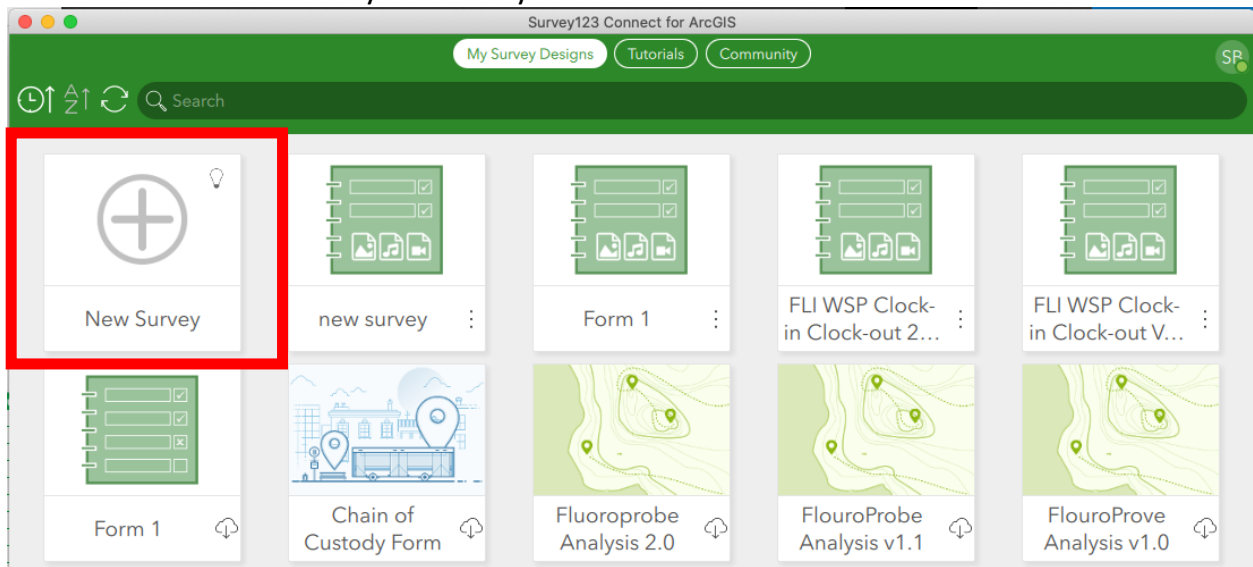 Survey123 Connect for ArcGIS
My Survey Designs Tutorials Community
SB
Search
New Survey
new survey
Form 1
FLI WSP Clock-
in Clock-out 2...
FLI WSP Clock-
in Clock-out V...
Form 1
Chain of
Custody Form
Fluoroprobe
Analysis 2.0
FlouroProbe
Analysis v1.1
FlouroProve
Analysis v1.0